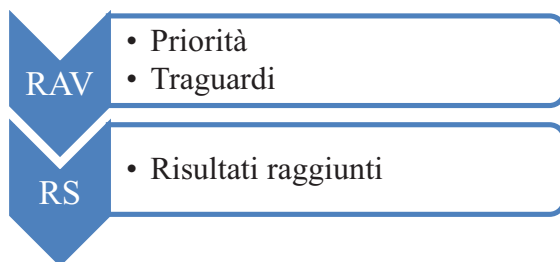 RAV
• Priorità
• Traguardi
RS
• Risultati raggiunti